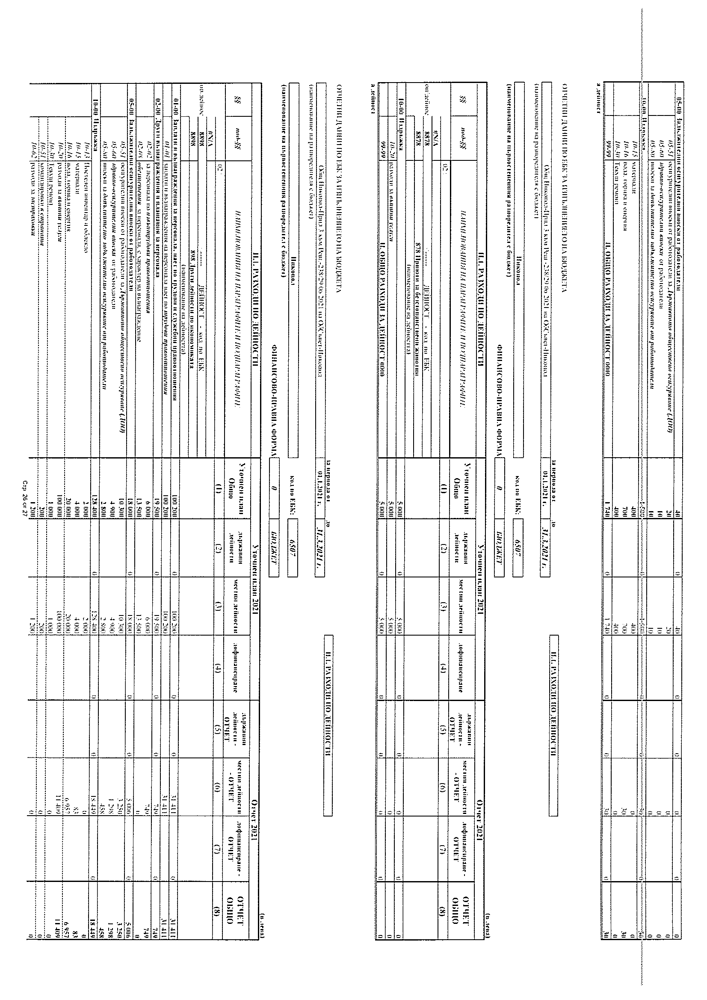 05-00 Задължителни осигурителни вноски от работодатели 40 0 40 0 0 0 0 0
05-51 осигурителни вноски от работодатели за Държавното обществено осигуряване (ДОО) 20 20 0 0
05-60 здравно-осигурителни вноски от работодатели 10 10 0 0
05-80 вноски за допълнително задължително осигуряване от работодатели 10 10 0 0
10-00 Издръжка 0 0 0 30 0 30
10-15 материали 400 400 0 0
10-16 вода, горива и енергия 700 700 30 30
10-30 Текущ ремонт 400 400 0 0
99-99 II. ОБЩО РАЗХОДИ ЗА ДЕЙНОСТ 0000 1 740 0 1 740 0 0 30 0 30
а дейност
ОТЧЕТНИ ДАННИ ПО ЕБК ЗА ИЗПЪЛНЕНИЕТО НА БЮДЖЕТА
II.1. РАЗХОДИ ПО ДЕЙНОСТИ
за периода от до
Общ.Никопол-Прил.3 към Реш.-238/29.06.2021 на ОбСъвет-Никопол 01.1.2021 г. 31.3.2021 г.
(наименование на разпоредителя с бюджет)
Никопол код по ЕБК: 6507
(наименование на първостепенния разпоредител с бюджет)
ФИНАНСОВО-ПРАВНА ФОРМА 0 БЮДЖЕТ
(в лева)
II.1. РАЗХОДИ ПО ДЕЙНОСТИ Уточнен план 2021 Отчет 2021
§§ под-§§ НАИМЕНОВАНИЕ НА ПАРАГРАФИТЕ И ПОДПАРАГРАФИТЕ Уточнен план Общо държавни дейности местни дейности дофинансиране държавни дейности - ОТЧЕТ местни дейности - ОТЧЕТ дофинансиране - ОТЧЕТ ОТЧЕТ ОБЩО
(1) (2) (3) (4) (5) (6) (7) (8)
#N/A
оп.дейнос 8878 ДЕЙНОСТ - код по ЕБК
8878 878 Приюти за безстопанствени животни
(наименование на дейността)
10-00 Издръжка 5 000 0 5 000 0 0 0 0 0
10-20 разходи за външни услуги 5 000 5 000 0 0
99-99 II. ОБЩО РАЗХОДИ ЗА ДЕЙНОСТ 0000 5 000 0 5 000 0 0 0 0 0
а дейност
ОТЧЕТНИ ДАННИ ПО ЕБК ЗА ИЗПЪЛНЕНИЕТО НА БЮДЖЕТА
II.1. РАЗХОДИ ПО ДЕЙНОСТИ
за периода от до
Общ.Никопол-Прил.3 към Реш.-238/29.06.2021 на ОбСъвет-Никопол 01.1.2021 г. 31.3.2021 г.
(наименование на разпоредителя с бюджет)
Никопол код по ЕБК: 6507
(наименование на първостепенния разпоредител с бюджет)
ФИНАНСОВО-ПРАВНА ФОРМА 0 БЮДЖЕТ
(в лева)
II.1. РАЗХОДИ ПО ДЕЙНОСТИ Уточнен план 2021 Отчет 2021
§§ под-§§ НАИМЕНОВАНИЕ НА ПАРАГРАФИТЕ И ПОДПАРАГРАФИТЕ Уточнен план Общо държавни дейности местни дейности дофинансиране държавни дейности - ОТЧЕТ местни дейности - ОТЧЕТ дофинансиране - ОТЧЕТ ОТЧЕТ ОБЩО
(1) (2) (3) (4) (5) (6) (7) (8)
#N/A
оп.дейнос 8898 ДЕЙНОСТ - код по ЕБК
8898 898 Други дейности по икономиката
(наименование на дейността)
01-00 Заплати и възнаграждения за персонала, нает по трудови и служебни правоотношения 100 200 0 100 200 0 0 31 411 0 31 411
01-01 заплати и възнаграждения на персонала нает по трудови правоотношения 100 200 100 200 31 411 31 411
02-00 Други възнаграждения и плащания за персонала 19 500 0 19 500 0 0 749 0 749
02-02 за персонала по извънтрудови правоотношения 6 000 6 000 749 749
02-08 обезщетения за персонала, с характер на възнаграждение 13 500 13 500 0 0
05-00 Задължителни осигурителни вноски от работодатели 18 000 0 18 000 0 0 5 006 0 5 006
05-51 осигурителни вноски от работодатели за Държавното обществено осигуряване (ДОО) 10 300 10 300 3 250 3 250
05-60 здравно-осигурителни вноски от работодатели 4 900 4 900 1 298 1 298
05-80 вноски за допълнително задължително осигуряване от работодатели 2 800 2 800 458 458
10-00 Издръжка 128 400 0 128 400 0 0 18 449 0 18 449
10-13 Постелен инвентар и облекло 2 000 2 000 0 0
10-15 материали 4 000 4 000 83 83
10-16 вода, горива и енергия 20 000 20 000 6 957 6 957
10-20 разходи за външни услуги 100 000 100 000 11 409 11 409
10-30 Текущ ремонт 1 000 1 000 0 0
10-51 командировки в страната 200 200 0 0
10-62 разходи за застраховки 1 200 1 200 0 0
Стр. 26 от 27